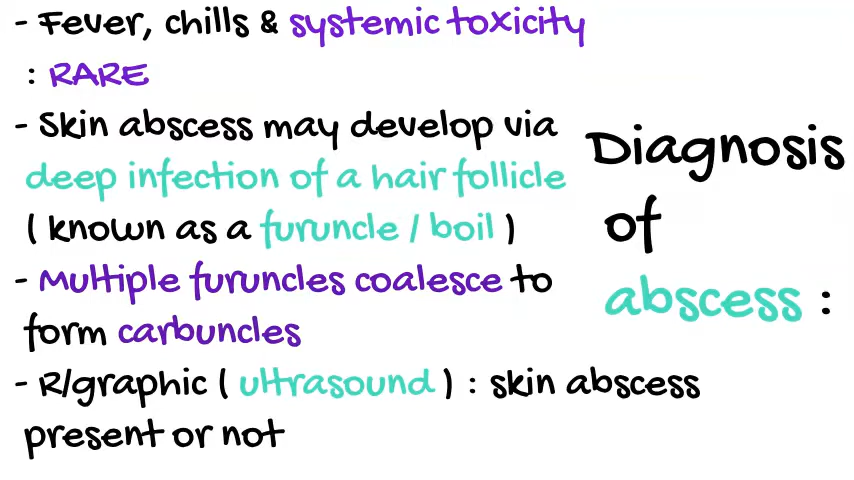 - Fever, chills & systemic toxicity
: RARE
- Skin abscess may develop via
deep infection of a hair follicle
( known as a furuncle / boil )
- Multiple furuncles coalesce to
form carbuncles
- R/graphic ( ultrasound ) : skin abscess
present or not
Diagnosis
of
abscess :